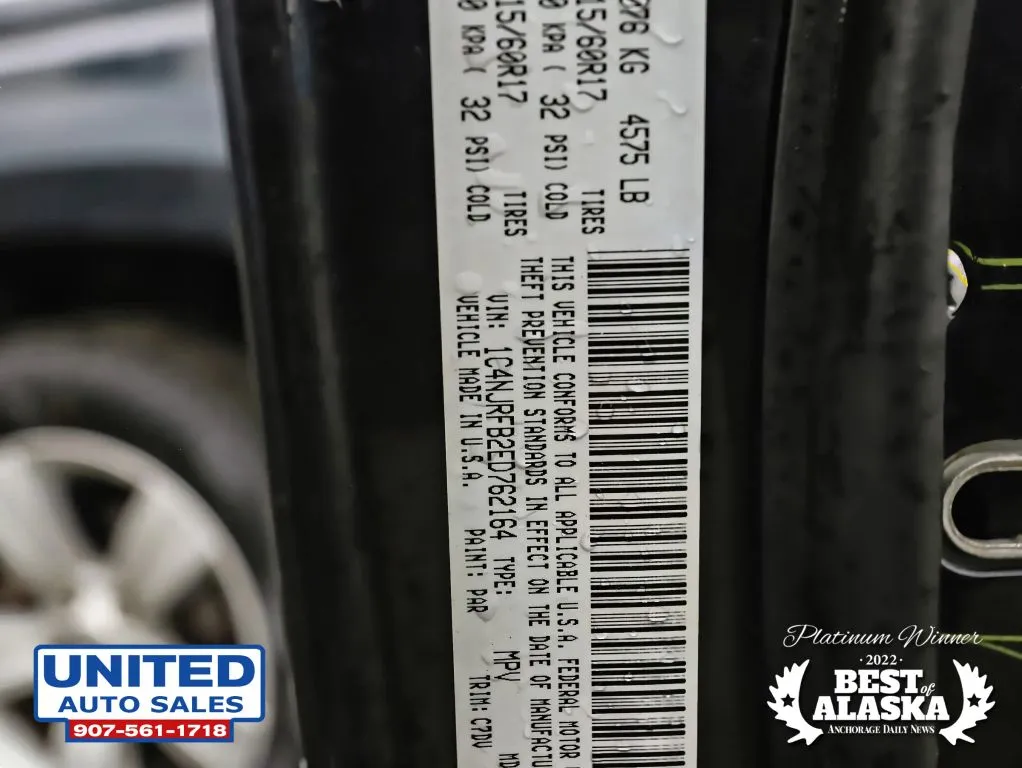 076 KG 4575 LB
15/60R17 TIRES
0 KPA ( 32 PSI) COLD
15/60R17 TIRES
0 KPA ( 32 PSI) COLD
THIS VEHICLE CONFORMS TO ALL APPLICABLE U.S.A. FEDERAL MOTOR
THEFT PREVENTION STANDARDS IN EFFECT ON THE DATE OF MANUFACTU
VIN: 1C4NJRFB2ED762164 TYPE: MPV MD
VEHICLE MADE IN U.S.A. PAINT: PAR TRIM: C7DV
UNITED
AUTO SALES
907-561-1718
Platinum Winner
·2022·
BEST of
ALASKA
ANCHORAGE DAILY NEWS